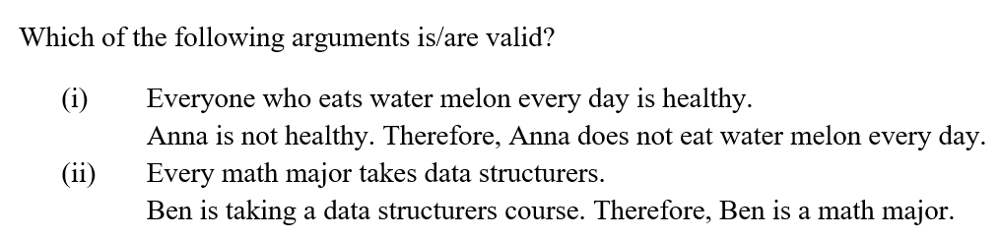 Which of the following arguments is/are valid?
(i) Everyone who eats water melon every day is healthy.
Anna is not healthy. Therefore, Anna does not eat water melon every day.
(ii) Every math major takes data structurers.
Ben is taking a data structurers course. Therefore, Ben is a math major.